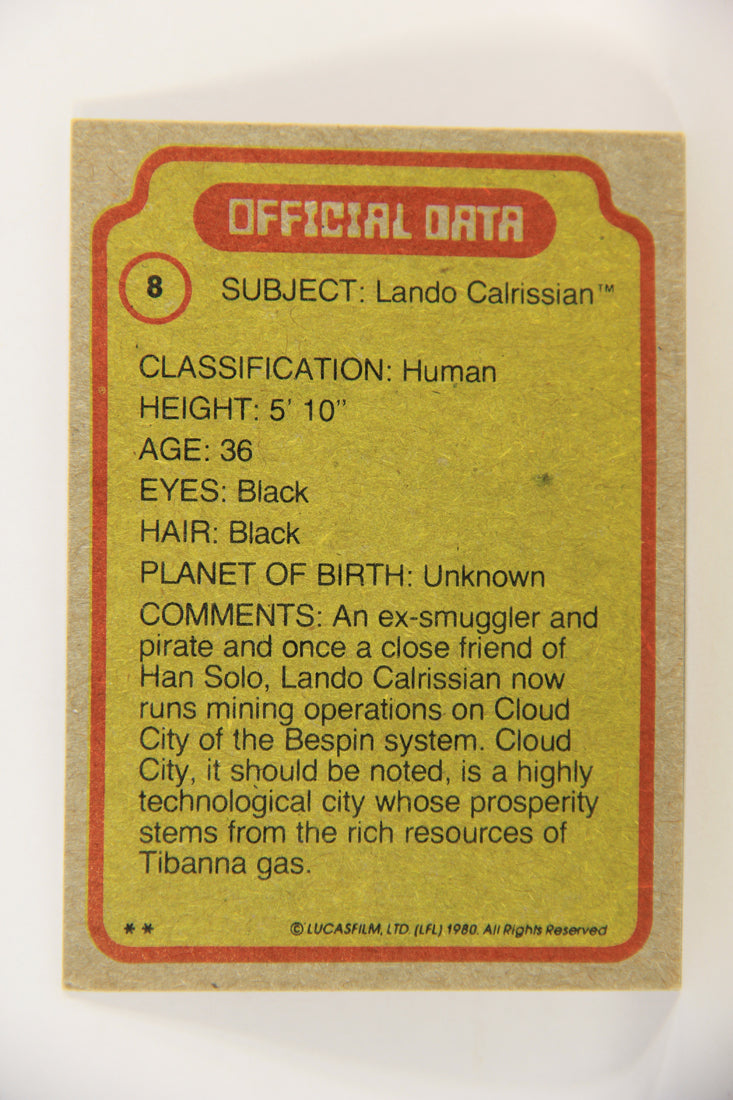 OFFICIAL DATA
8
SUBJECT: Lando Calrissian™
CLASSIFICATION: Human
HEIGHT: 5' 10"
AGE: 36
EYES: Black
HAIR: Black
PLANET OF BIRTH: Unknown
COMMENTS: An ex-smuggler and
pirate and once a close friend of
Han Solo, Lando Calrissian now
runs mining operations on Cloud
City of the Bespin system. Cloud
City, it should be noted, is a highly
technological city whose prosperity
stems from the rich resources of
Tibanna gas.
** © LUCASFILM, LTD. (LFL) 1980. All Rights Reserved